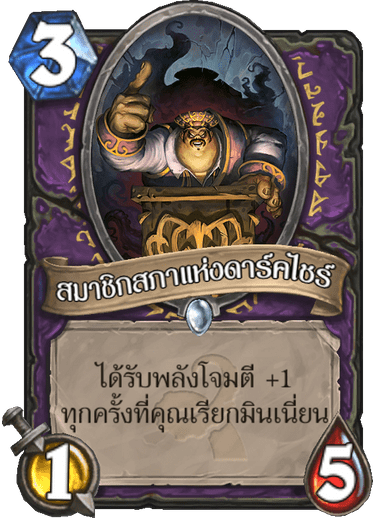 3
สมาชิกสภาแห่งดาร์คไชร์
ได้รับพลังโจมตี +1
ทุกครั้งที่คุณเรียกมินเนี่ยน
1
5